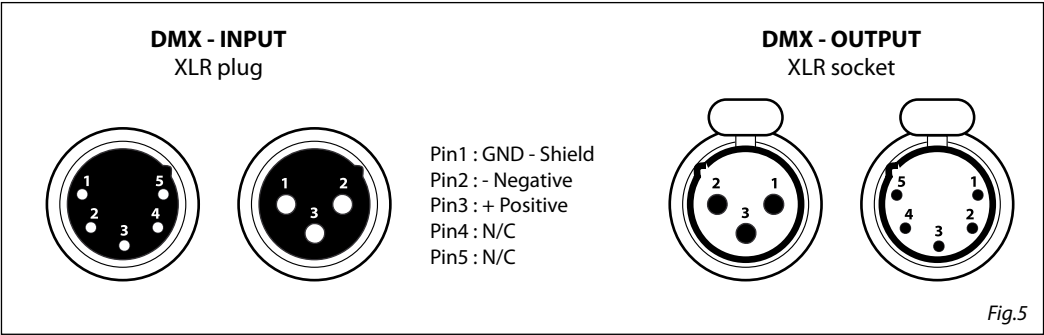 DMX - INPUT
XLR plug
DMX - OUTPUT
XLR socket
1
5
2
4
3
1
2
3
Pin1 : GND - Shield
Pin2 : - Negative
Pin3 : + Positive
Pin4 : N/C
Pin5 : N/C
2
1
3
5
1
4
2
3
Fig.5